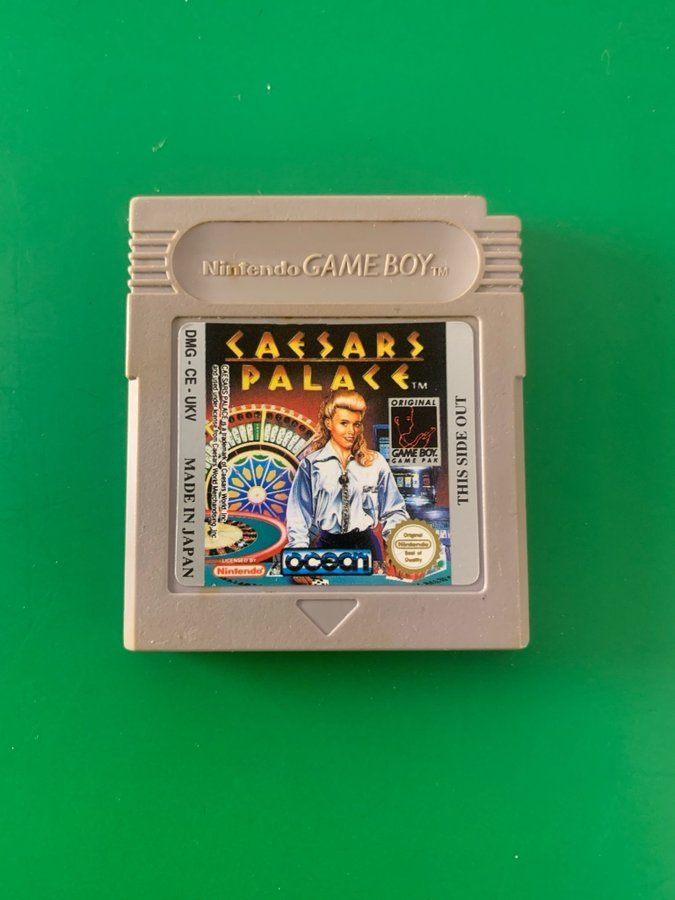 Nintendo GAME BOY TM
DMG - CE - UKV
MADE IN JAPAN
CAESARS
PALACE TM
ORIGINAL
GAME BOY
GAME PAK
THIS SIDE OUT
LICENSED BY
Nintendo
ocean
Original
Nintendo
Seal of
Quality